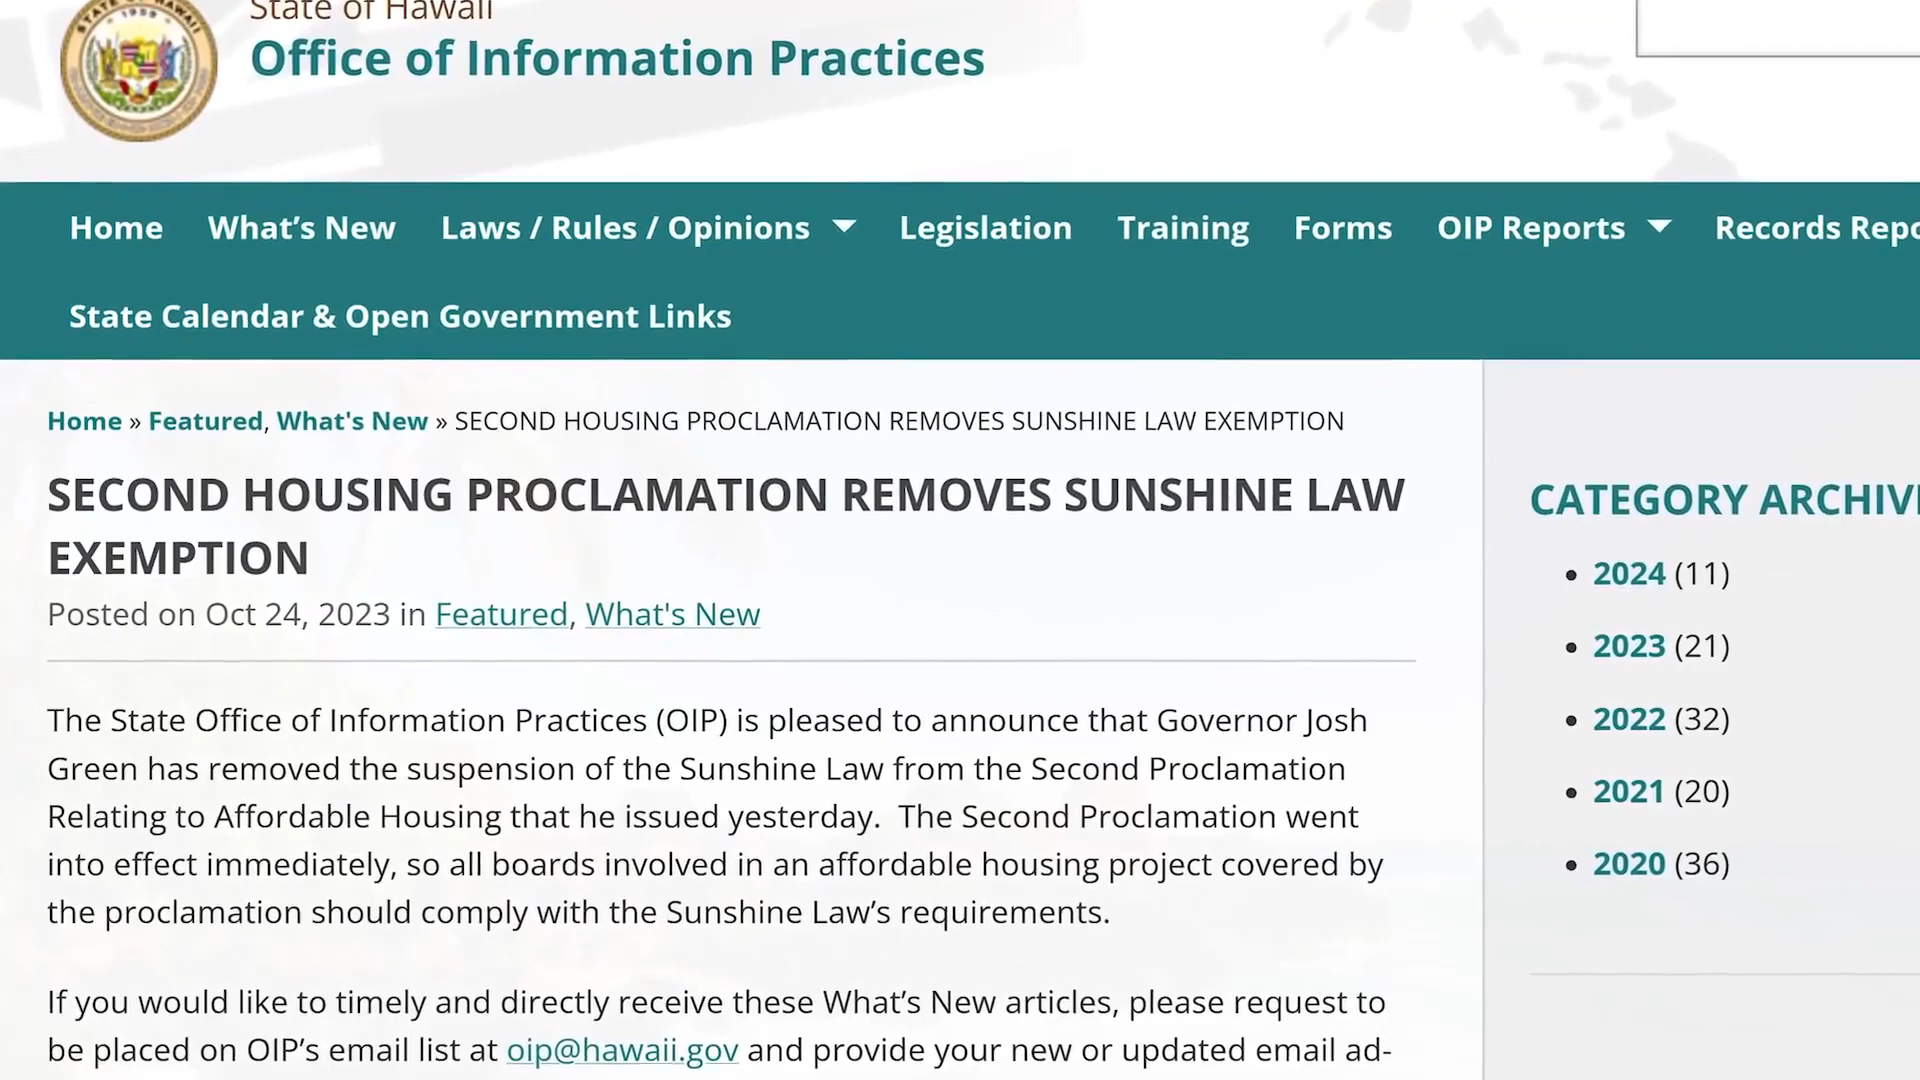 State of Hawaii
Office of Information Practices
Home What’s New Laws / Rules / Opinions Legislation Training Forms OIP Reports Records
State Calendar & Open Government Links
Home » Featured, What's New » SECOND HOUSING PROCLAMATION REMOVES SUNSHINE LAW EXEMPTION
SECOND HOUSING PROCLAMATION REMOVES SUNSHINE LAW
EXEMPTION
Posted on Oct 24, 2023 in Featured, What's New
The State Office of Information Practices (OIP) is pleased to announce that Governor Josh
Green has removed the suspension of the Sunshine Law from the Second Proclamation
Relating to Affordable Housing that he issued yesterday.  The Second Proclamation went
into effect immediately, so all boards involved in an affordable housing project covered by
the proclamation should comply with the Sunshine Law’s requirements.
If you would like to timely and directly receive these What’s New articles, please request to
be placed on OIP’s email list at oip@hawaii.gov and provide your new or updated email ad-
CATEGORY
2024 (11)
2023 (21)
2022 (32)
2021 (20)
2020 (36)